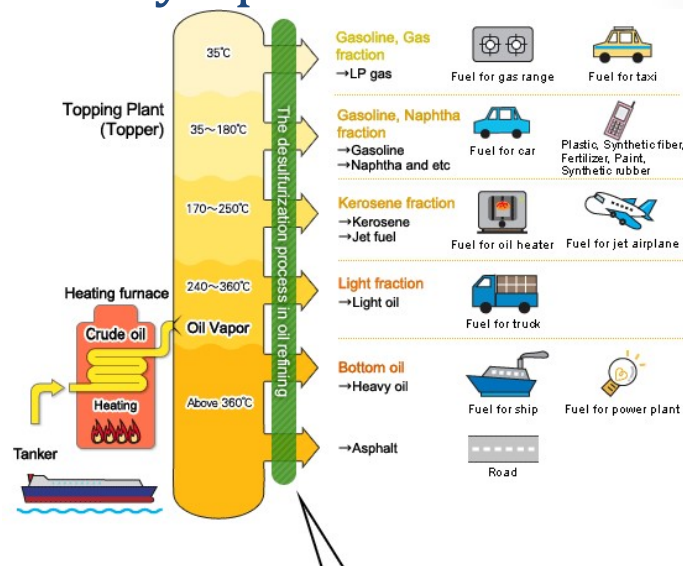 Topping Plant
(Topper)
Heating furnace
Crude oil
Heating
Tanker
35℃
35～180℃
170～250℃
240～360℃
Oil Vapor
Above 360℃
The desulfurization process in oil refining
Gasoline, Gas
fraction
→LP gas
Fuel for gas range
Fuel for taxi
Gasoline, Naphtha
fraction
→Gasoline
→Naphtha and etc
Fuel for car
Plastic, Synthetic fiber,
Fertilizer, Paint,
Synthetic rubber
Kerosene fraction
→Kerosene
→Jet fuel
Fuel for oil heater
Fuel for jet airplane
Light fraction
→Light oil
Fuel for truck
Bottom oil
→Heavy oil
Fuel for ship
Fuel for power plant
→Asphalt
Road